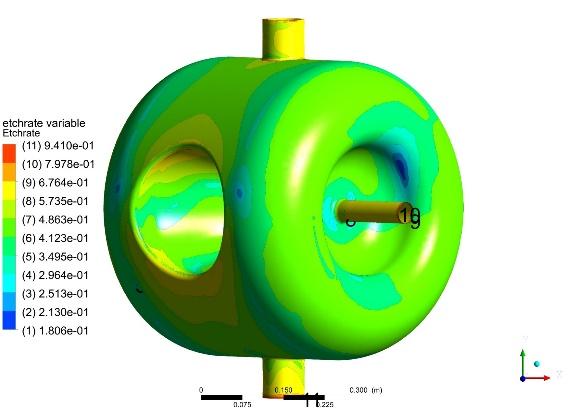 etchrate variable
Etchrate
(11) 9.410e-01
(10) 7.978e-01
(9) 6.764e-01
(8) 5.735e-01
(7) 4.863e-01
(6) 4.123e-01
(5) 3.495e-01
(4) 2.964e-01
(3) 2.513e-01
(2) 2.130e-01
(1) 1.806e-01
0 0.150 0.300 (m)
0.075 0.225